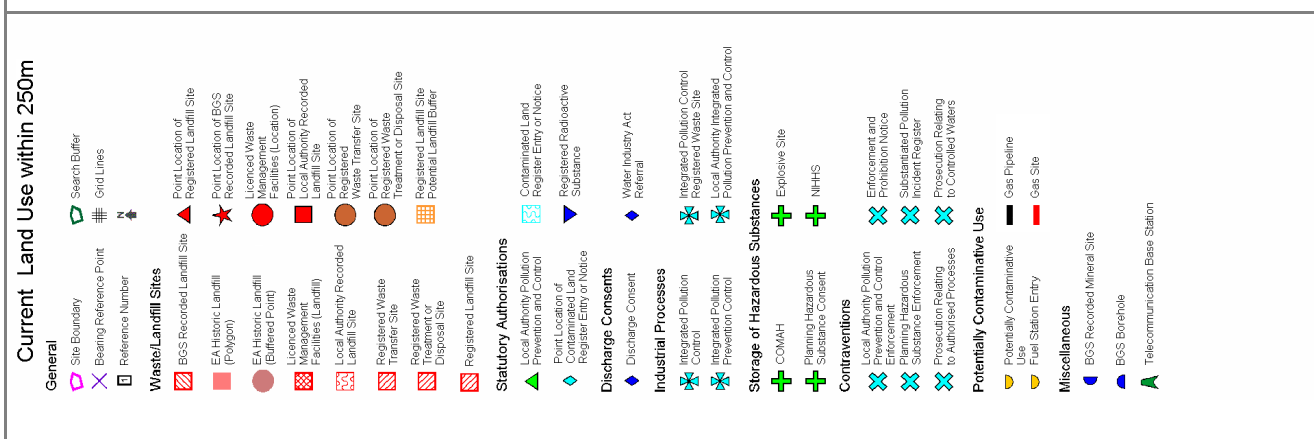 Current Land Use within 250m
General
Site Boundary
Search Buffer
Bearing Reference Point
Grid Lines
1
Reference Number
N
Waste/Landfill Sites
BGS Recorded Landfill Site
Point Location of
Registered Landfill Site
EA Historic Landfill
(Polygon)
Point Location of BGS
Recorded Landfill Site
EA Historic Landfill
(Buffered Point)
Licenced Waste
Management
Facilities (Location)
Licenced Waste
Management
Facilities (Landfill)
Point Location of
Local Authority Recorded
Landfill Site
Local Authority Recorded
Landfill Site
Point Location of
Registered
Waste Transfer Site
Registered Waste
Transfer Site
Point Location of
Registered Waste
Treatment or Disposal Site
Registered Waste
Treatment or
Disposal Site
Registered Landfill Site
Potential Landfill Buffer
Registered Landfill Site
Statutory Authorisations
Local Authority Pollution
Prevention and Control
Contaminated Land
Register Entry or Notice
Point Location of
Contaminated Land
Register Entry or Notice
Registered Radioactive
Substance
Discharge Consents
Discharge Consent
Water Industry Act
Referral
Industrial Processes
Integrated Pollution
Control
Integrated Pollution Control
Registered Waste Site
Integrated Pollution
Prevention Control
Local Authority Integrated
Pollution Prevention and Control
Storage of Hazardous Substances
COMAH
Explosive Site
Planning Hazardous
Substance Consent
NIHHS
Contraventions
Local Authority Pollution
Prevention and Control
Enforcement
Enforcement and
Prohibition Notice
Planning Hazardous
Substance Enforcement
Substantiated Pollution
Incident Register
Prosecution Relating
to Authorised Processes
Prosecution Relating
to Controlled Waters
Potentially Contaminative Use
Potentially Contaminative
Use
Gas Pipeline
Fuel Station Entry
Gas Site
Miscellaneous
BGS Recorded Mineral Site
BGS Borehole
Telecommunication Base Station